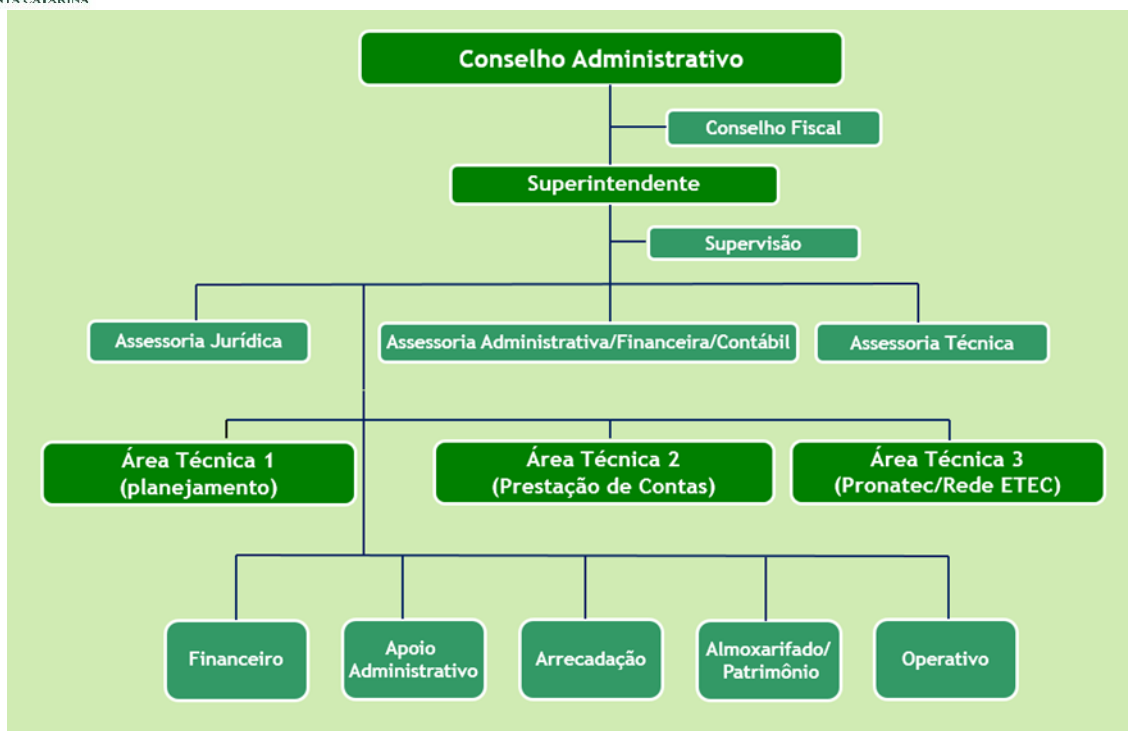 Conselho Administrativo
Conselho Fiscal
Superintendente
Supervisão
Assessoria Jurídica
Assessoria Administrativa/Financeira/Contábil
Assessoria Técnica
Área Técnica 1
(planejamento)
Área Técnica 2
(Prestação de Contas)
Área Técnica 3
(Pronatec/Rede ETEC)
Financeiro
Apoio
Administrativo
Arrecadação
Almoxarifado/
Patrimônio
Operativo